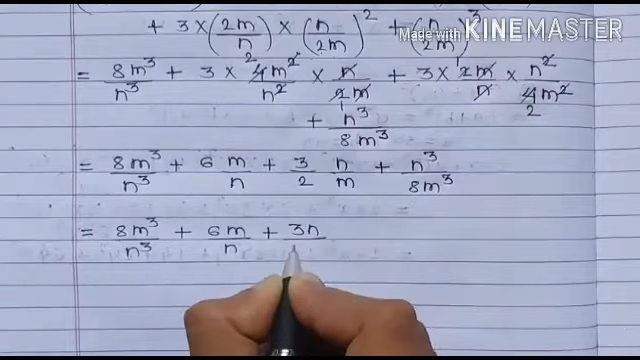 + 3 × (2m/n) × (n/2m)² + (n/2m)³
Made with KINEMASTER
= 8m³/n³ + 3 × 4m²/n² × n/2m + 3 × 2m/n × n²/4m²
+ n³/8m³
= 8m³/n³ + 6 m/n + 3/2 n/m + n³/8m³
= 8m³/n³ + 6m/n + 3n/